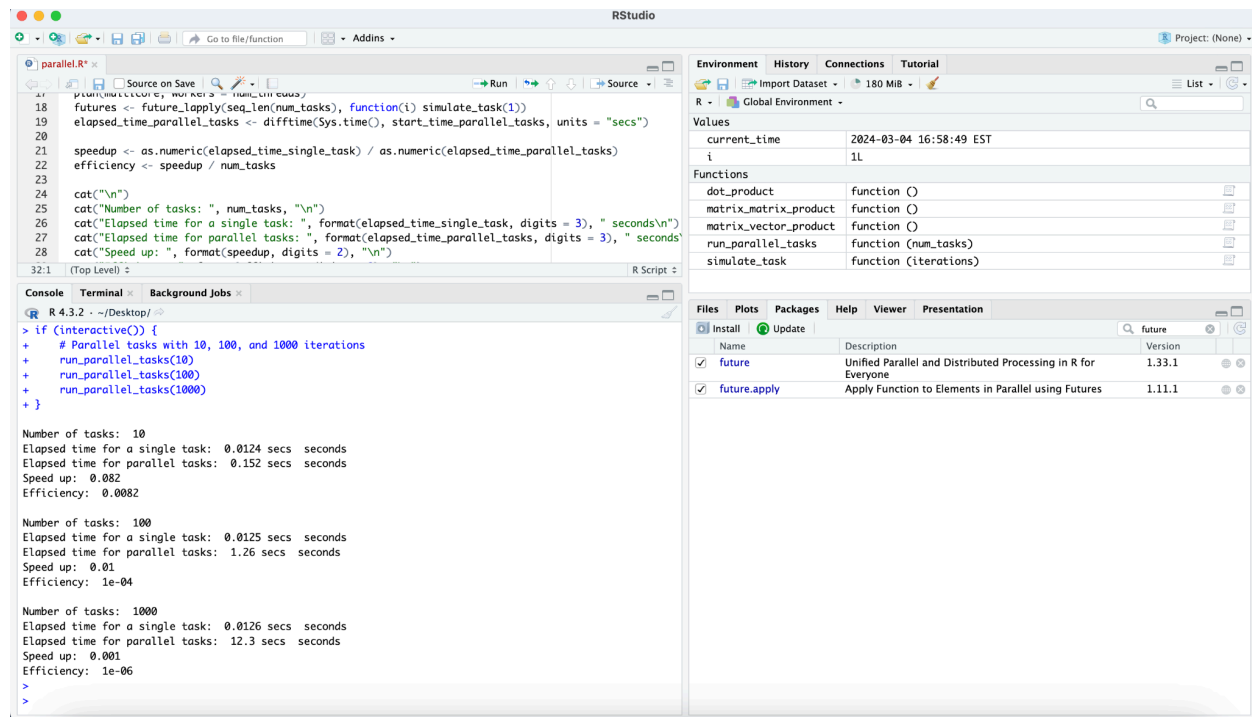 RStudio
Go to file/function
Addins
Project: (None)
parallel.R*
Source on Save
Run
Source
18 futures <- future_lapply(seq_len(num_tasks), function(i) simulate_task(1))
19 elapsed_time_parallel_tasks <- difftime(Sys.time(), start_time_parallel_tasks, units = "secs")
20
21 speedup <- as.numeric(elapsed_time_single_task) / as.numeric(elapsed_time_parallel_tasks)
22 efficiency <- speedup / num_tasks
23
24 cat("\n")
25 cat("Number of tasks: ", num_tasks, "\n")
26 cat("Elapsed time for a single task: ", format(elapsed_time_single_task, digits = 3), " seconds\n")
27 cat("Elapsed time for parallel tasks: ", format(elapsed_time_parallel_tasks, digits = 3), " seconds\
28 cat("Speed up: ", format(speedup, digits = 2), "\n")
32:1 (Top Level) R Script
Console Terminal Background Jobs
R 4.3.2 · ~/Desktop/
> if (interactive()) {
+ # Parallel tasks with 10, 100, and 1000 iterations
+ run_parallel_tasks(10)
+ run_parallel_tasks(100)
+ run_parallel_tasks(1000)
+ }
Number of tasks: 10
Elapsed time for a single task: 0.0124 secs seconds
Elapsed time for parallel tasks: 0.152 secs seconds
Speed up: 0.082
Efficiency: 0.0082
Number of tasks: 100
Elapsed time for a single task: 0.0125 secs seconds
Elapsed time for parallel tasks: 1.26 secs seconds
Speed up: 0.01
Efficiency: 1e-04
Number of tasks: 1000
Elapsed time for a single task: 0.0126 secs seconds
Elapsed time for parallel tasks: 12.3 secs seconds
Speed up: 0.001
Efficiency: 1e-06
>
>
Environment History Connections Tutorial
Import Dataset 180 MiB List
R Global Environment
Values
current_time 2024-03-04 16:58:49 EST
i 1L
Functions
dot_product function ()
matrix_matrix_product function ()
matrix_vector_product function ()
run_parallel_tasks function (num_tasks)
simulate_task function (iterations)
Files Plots Packages Help Viewer Presentation
Install Update future
Name Description Version
future Unified Parallel and Distributed Processing in R for 1.33.1
Everyone
future.apply Apply Function to Elements in Parallel using Futures 1.11.1